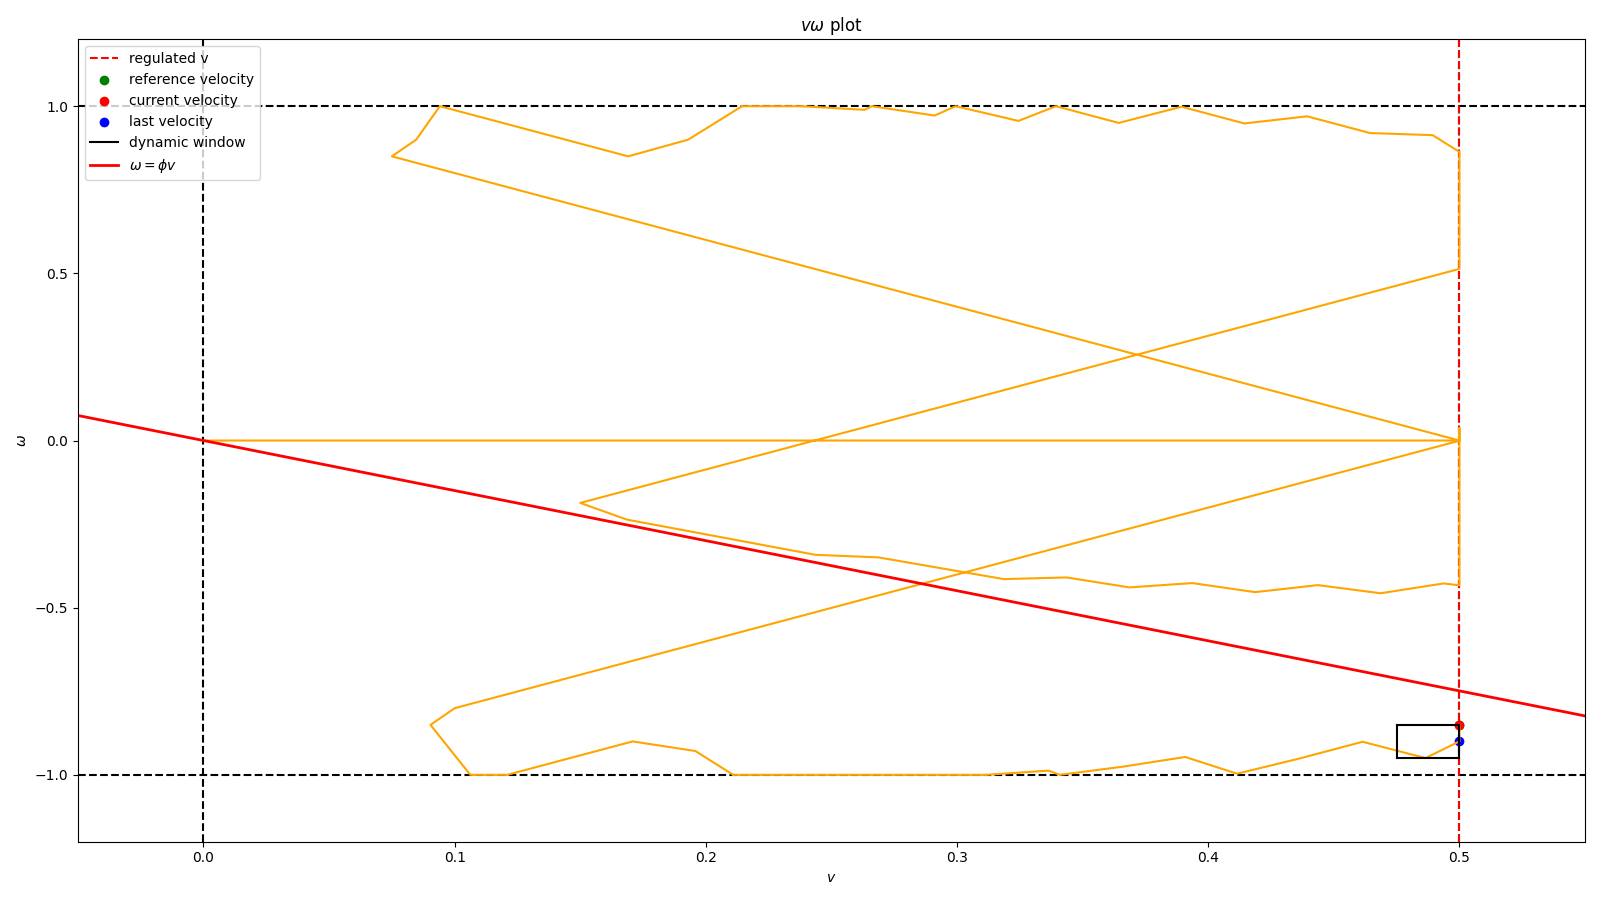 vω plot
regulated v
reference velocity
current velocity
last velocity
dynamic window
ω = ϕv
1.0
0.5
0.0
−0.5
−1.0
ω
0.0 0.1 0.2 0.3 0.4 0.5
v